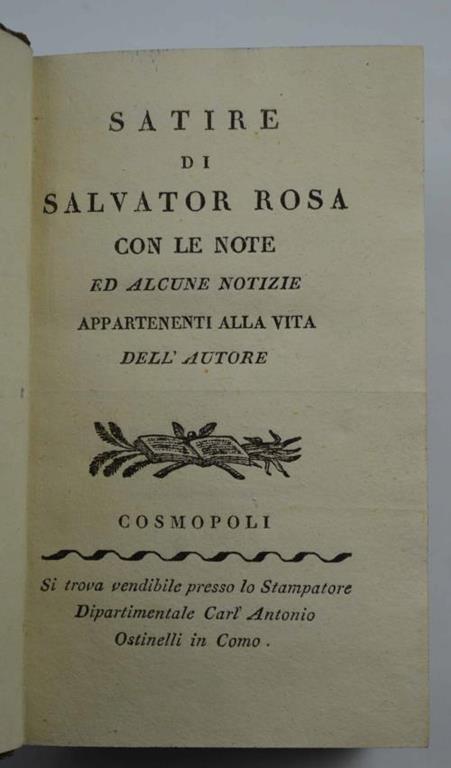 SATIRE
DI
SALVATOR ROSA
CON LE NOTE
ED ALCUNE NOTIZIE
APPARTENENTI ALLA VITA
DELL' AUTORE
COSMOPOLI
Si trova vendibile presso lo Stampatore
Dipartimentale Carl' Antonio
Ostinelli in Como .